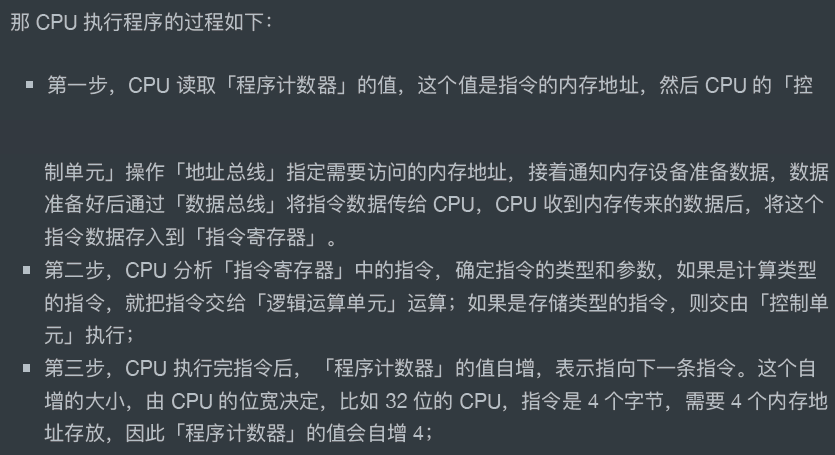 那 CPU 执行程序的过程如下：
▪ 第一步，CPU 读取「程序计数器」的值，这个值是指令的内存地址，然后 CPU 的「控
制单元」操作「地址总线」指定需要访问的内存地址，接着通知内存设备准备数据，数据
准备好后通过「数据总线」将指令数据传给 CPU，CPU 收到内存传来的数据后，将这个
指令数据存入到「指令寄存器」。
▪ 第二步，CPU 分析「指令寄存器」中的指令，确定指令的类型和参数，如果是计算类型
的指令，就把指令交给「逻辑运算单元」运算；如果是存储类型的指令，则交由「控制单
元」执行；
▪ 第三步，CPU 执行完指令后，「程序计数器」的值自增，表示指向下一条指令。这个自
增的大小，由 CPU 的位宽决定，比如 32 位的 CPU，指令是 4 个字节，需要 4 个内存地
址存放，因此「程序计数器」的值会自增 4；